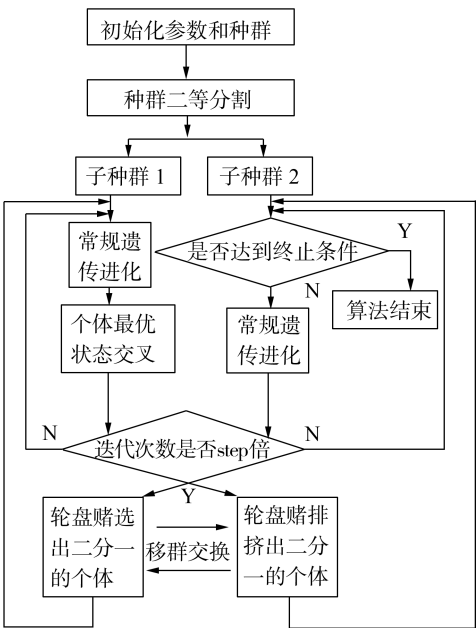 初始化参数和种群
种群二等分割
子种群 1
子种群 2
常规遗
传进化
是否达到终止条件
Y
N
算法结束
个体最优
状态交叉
常规遗
传进化
N
迭代次数是否step倍
N
Y
轮盘赌选
出二分一
的个体
移群交换
轮盘赌排
挤出二分
一的个体